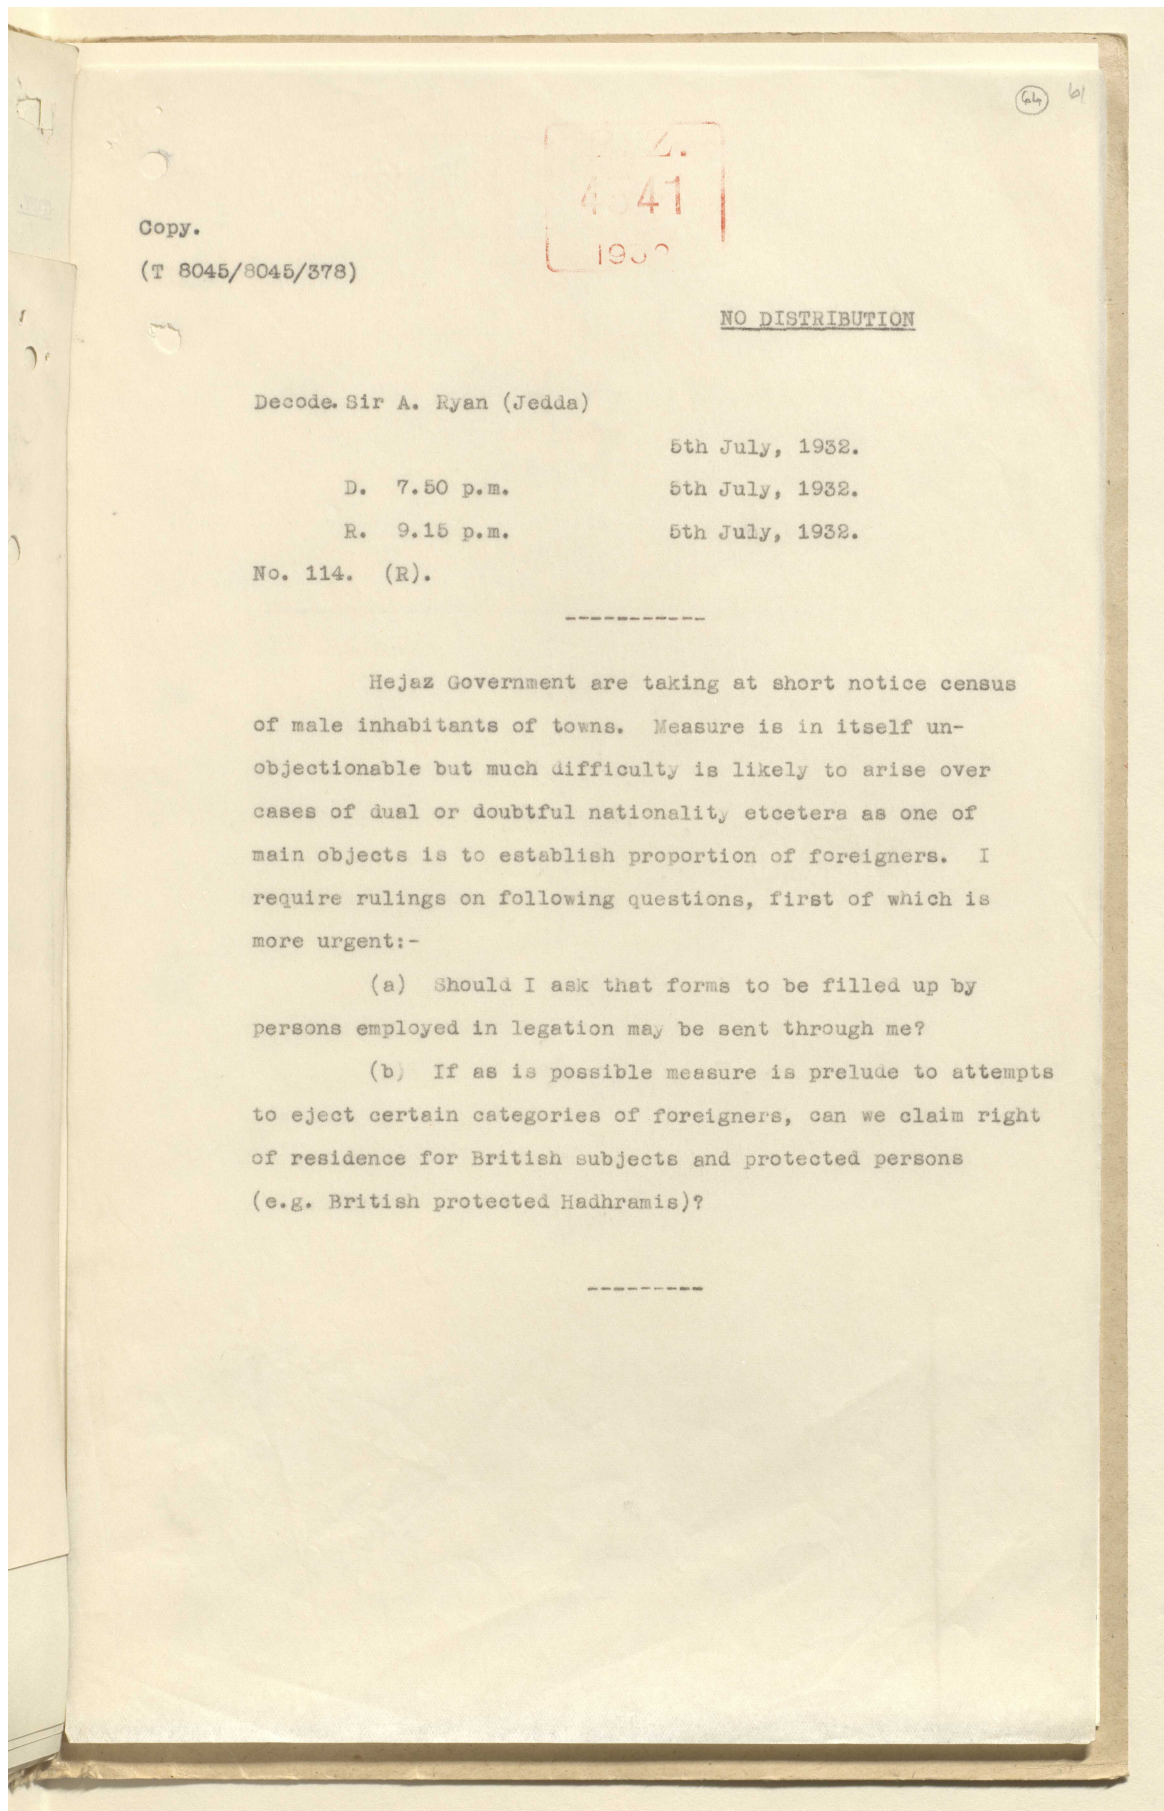 64 61
Z.
4 41
193
Copy.
(T 8045/8045/378)
NO DISTRIBUTION
Decode. Sir A. Ryan (Jedda)
5th July, 1932.
D. 7.50 p.m. 5th July, 1932.
R. 9.15 p.m. 5th July, 1932.
No. 114. (R).
-----------
Hejaz Government are taking at short notice census
of male inhabitants of towns. Measure is in itself un-
objectionable but much difficulty is likely to arise over
cases of dual or doubtful nationality etcetera as one of
main objects is to establish proportion of foreigners. I
require rulings on following questions, first of which is
more urgent:-
(a) Should I ask that forms to be filled up by
persons employed in legation may be sent through me?
(b) If as is possible measure is prelude to attempts
to eject certain categories of foreigners, can we claim right
of residence for British subjects and protected persons
(e.g. British protected Hadhramis)?
---------